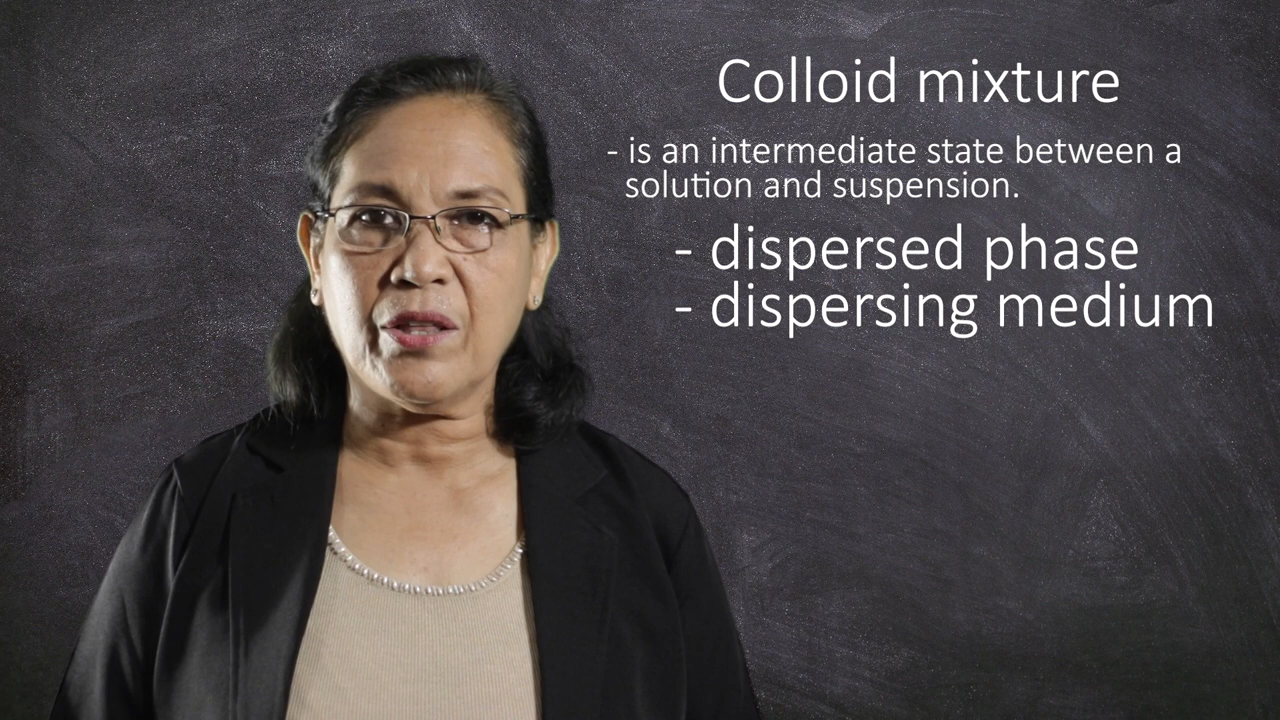 Colloid mixture
- is an intermediate state between a
solution and suspension.
- dispersed phase
- dispersing medium